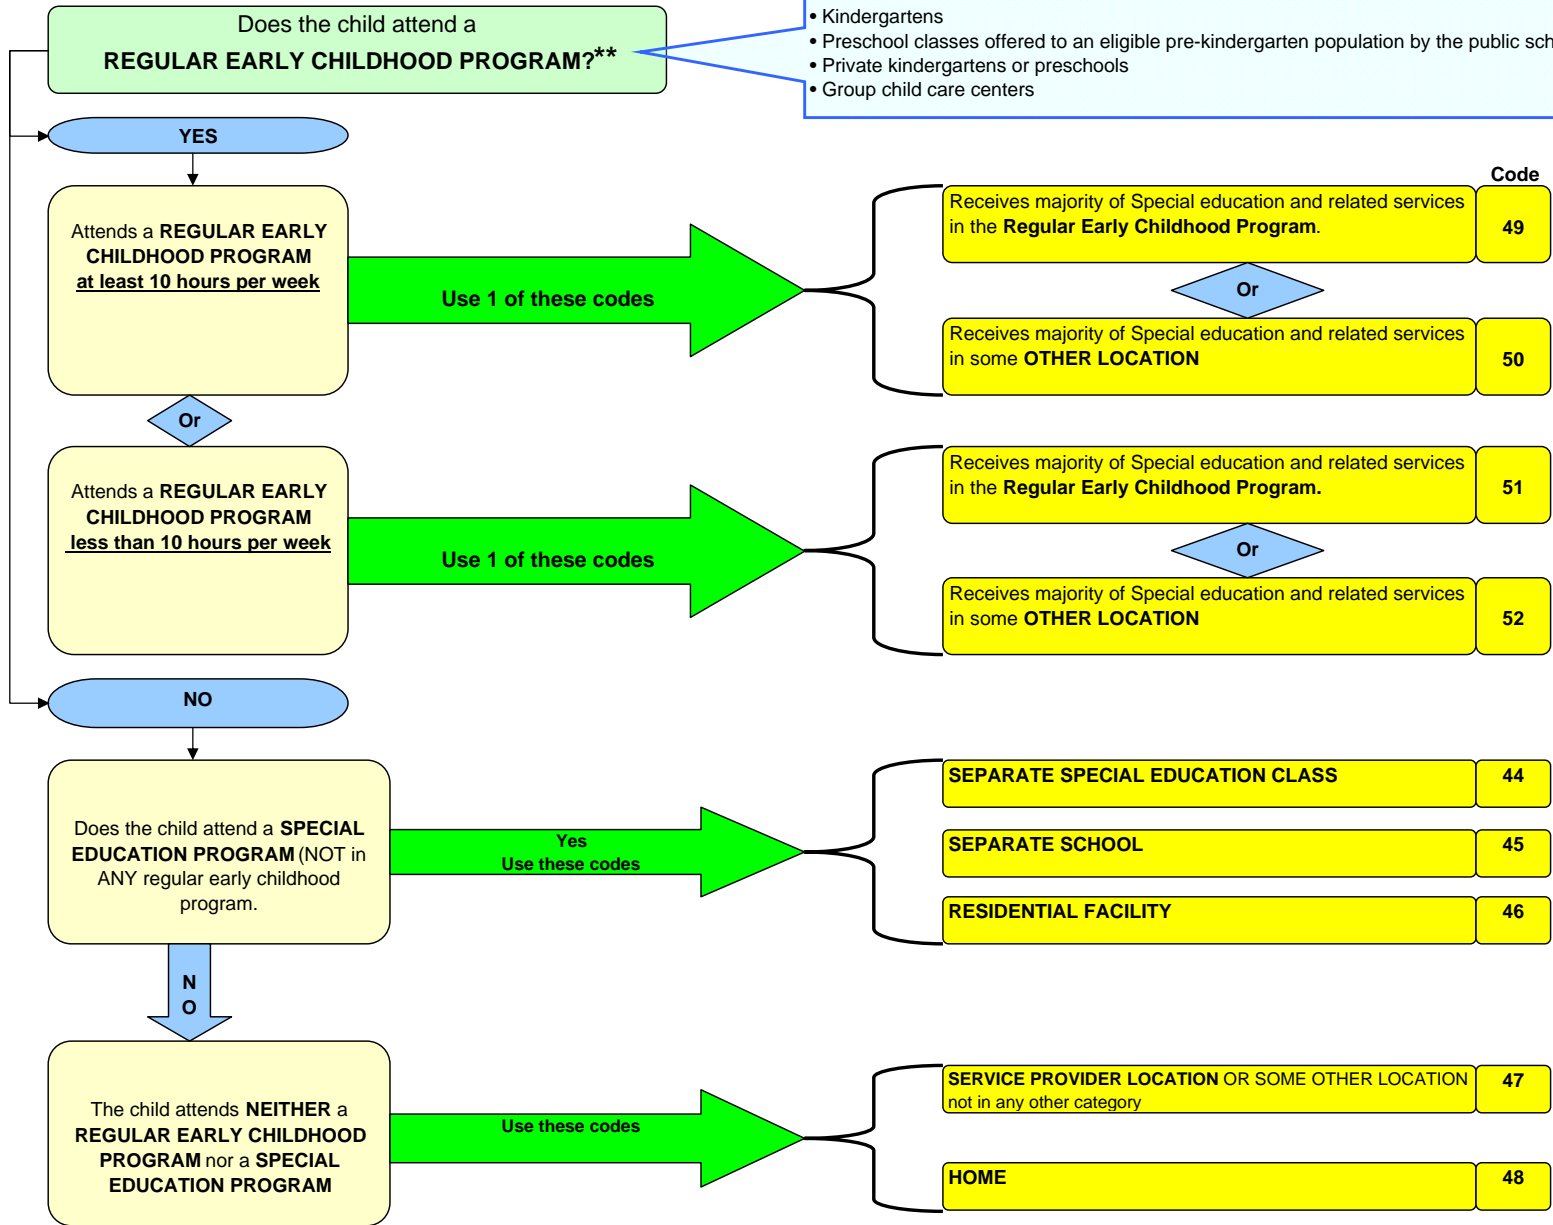 Does the child attend a
REGULAR EARLY CHILDHOOD PROGRAM?**
• Kindergartens
• Preschool classes offered to an eligible pre-kindergarten population by the public sch
• Private kindergartens or preschools
• Group child care centers
YES
Code
Attends a REGULAR EARLY
CHILDHOOD PROGRAM
at least 10 hours per week
Use 1 of these codes
Receives majority of Special education and related services
in the Regular Early Childhood Program.
49
Or
Receives majority of Special education and related services
in some OTHER LOCATION
50
Or
Attends a REGULAR EARLY
CHILDHOOD PROGRAM
less than 10 hours per week
Use 1 of these codes
Receives majority of Special education and related services
in the Regular Early Childhood Program.
51
Or
Receives majority of Special education and related services
in some OTHER LOCATION
52
NO
Does the child attend a SPECIAL
EDUCATION PROGRAM (NOT in
ANY regular early childhood
program.
Yes
Use these codes
SEPARATE SPECIAL EDUCATION CLASS
44
SEPARATE SCHOOL
45
RESIDENTIAL FACILITY
46
N
O
The child attends NEITHER a
REGULAR EARLY CHILDHOOD
PROGRAM nor a SPECIAL
EDUCATION PROGRAM
Use these codes
SERVICE PROVIDER LOCATION OR SOME OTHER LOCATION
not in any other category
47
HOME
48